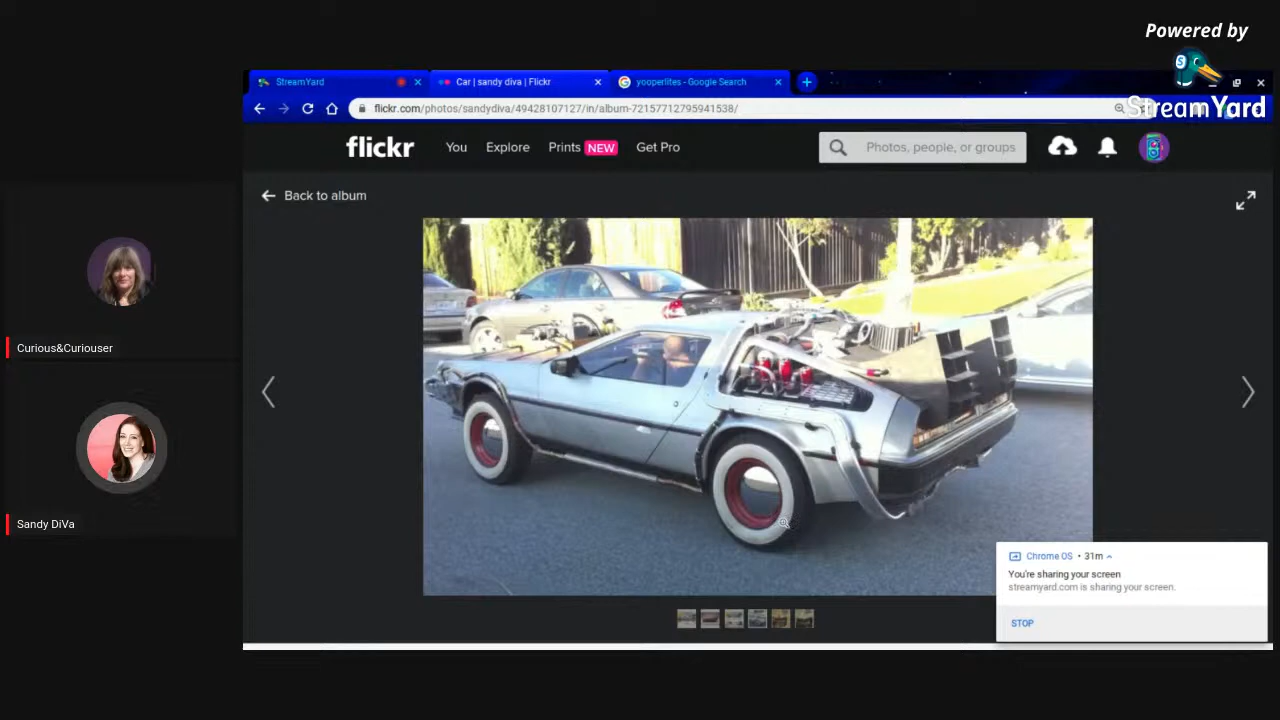 Powered by
StreamYard
StreamYard
Car | sandy diva | Flickr
yooperlites - Google Search
flickr.com/photos/sandydiva/49428107127/in/album-72157712795941538/
flickr
You
Explore
Prints NEW
Get Pro
Photos, people, or groups
Back to album
Curious&Curiouser
Sandy DiVa
Chrome OS • 31m
You're sharing your screen
streamyard.com is sharing your screen.
STOP